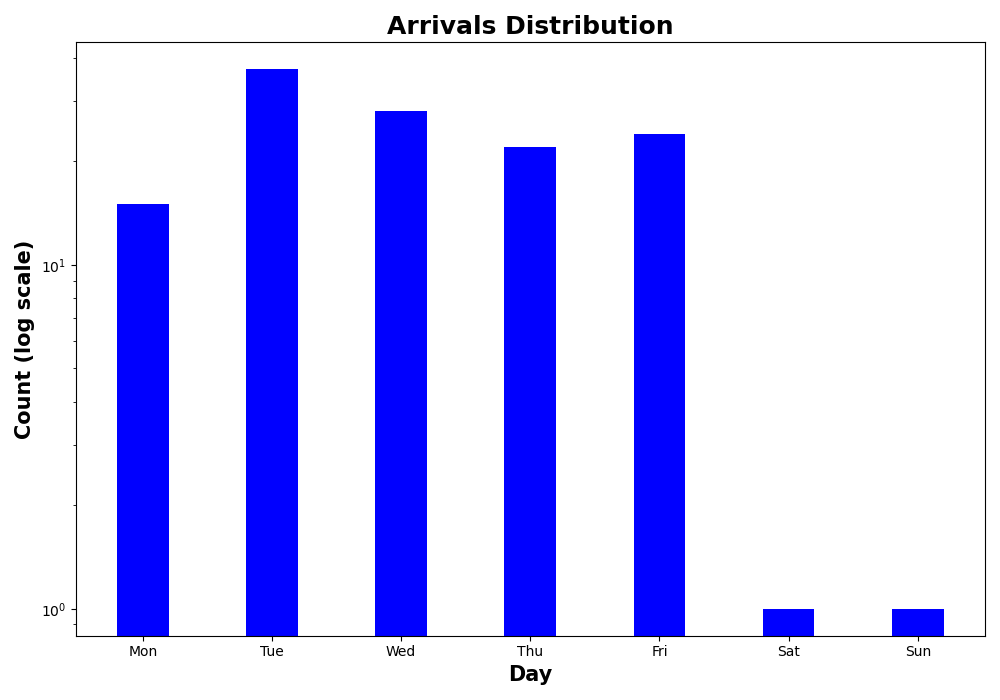 Arrivals Distribution
Count (log scale)
10¹
10⁰
Mon Tue Wed Thu Fri Sat Sun
Day